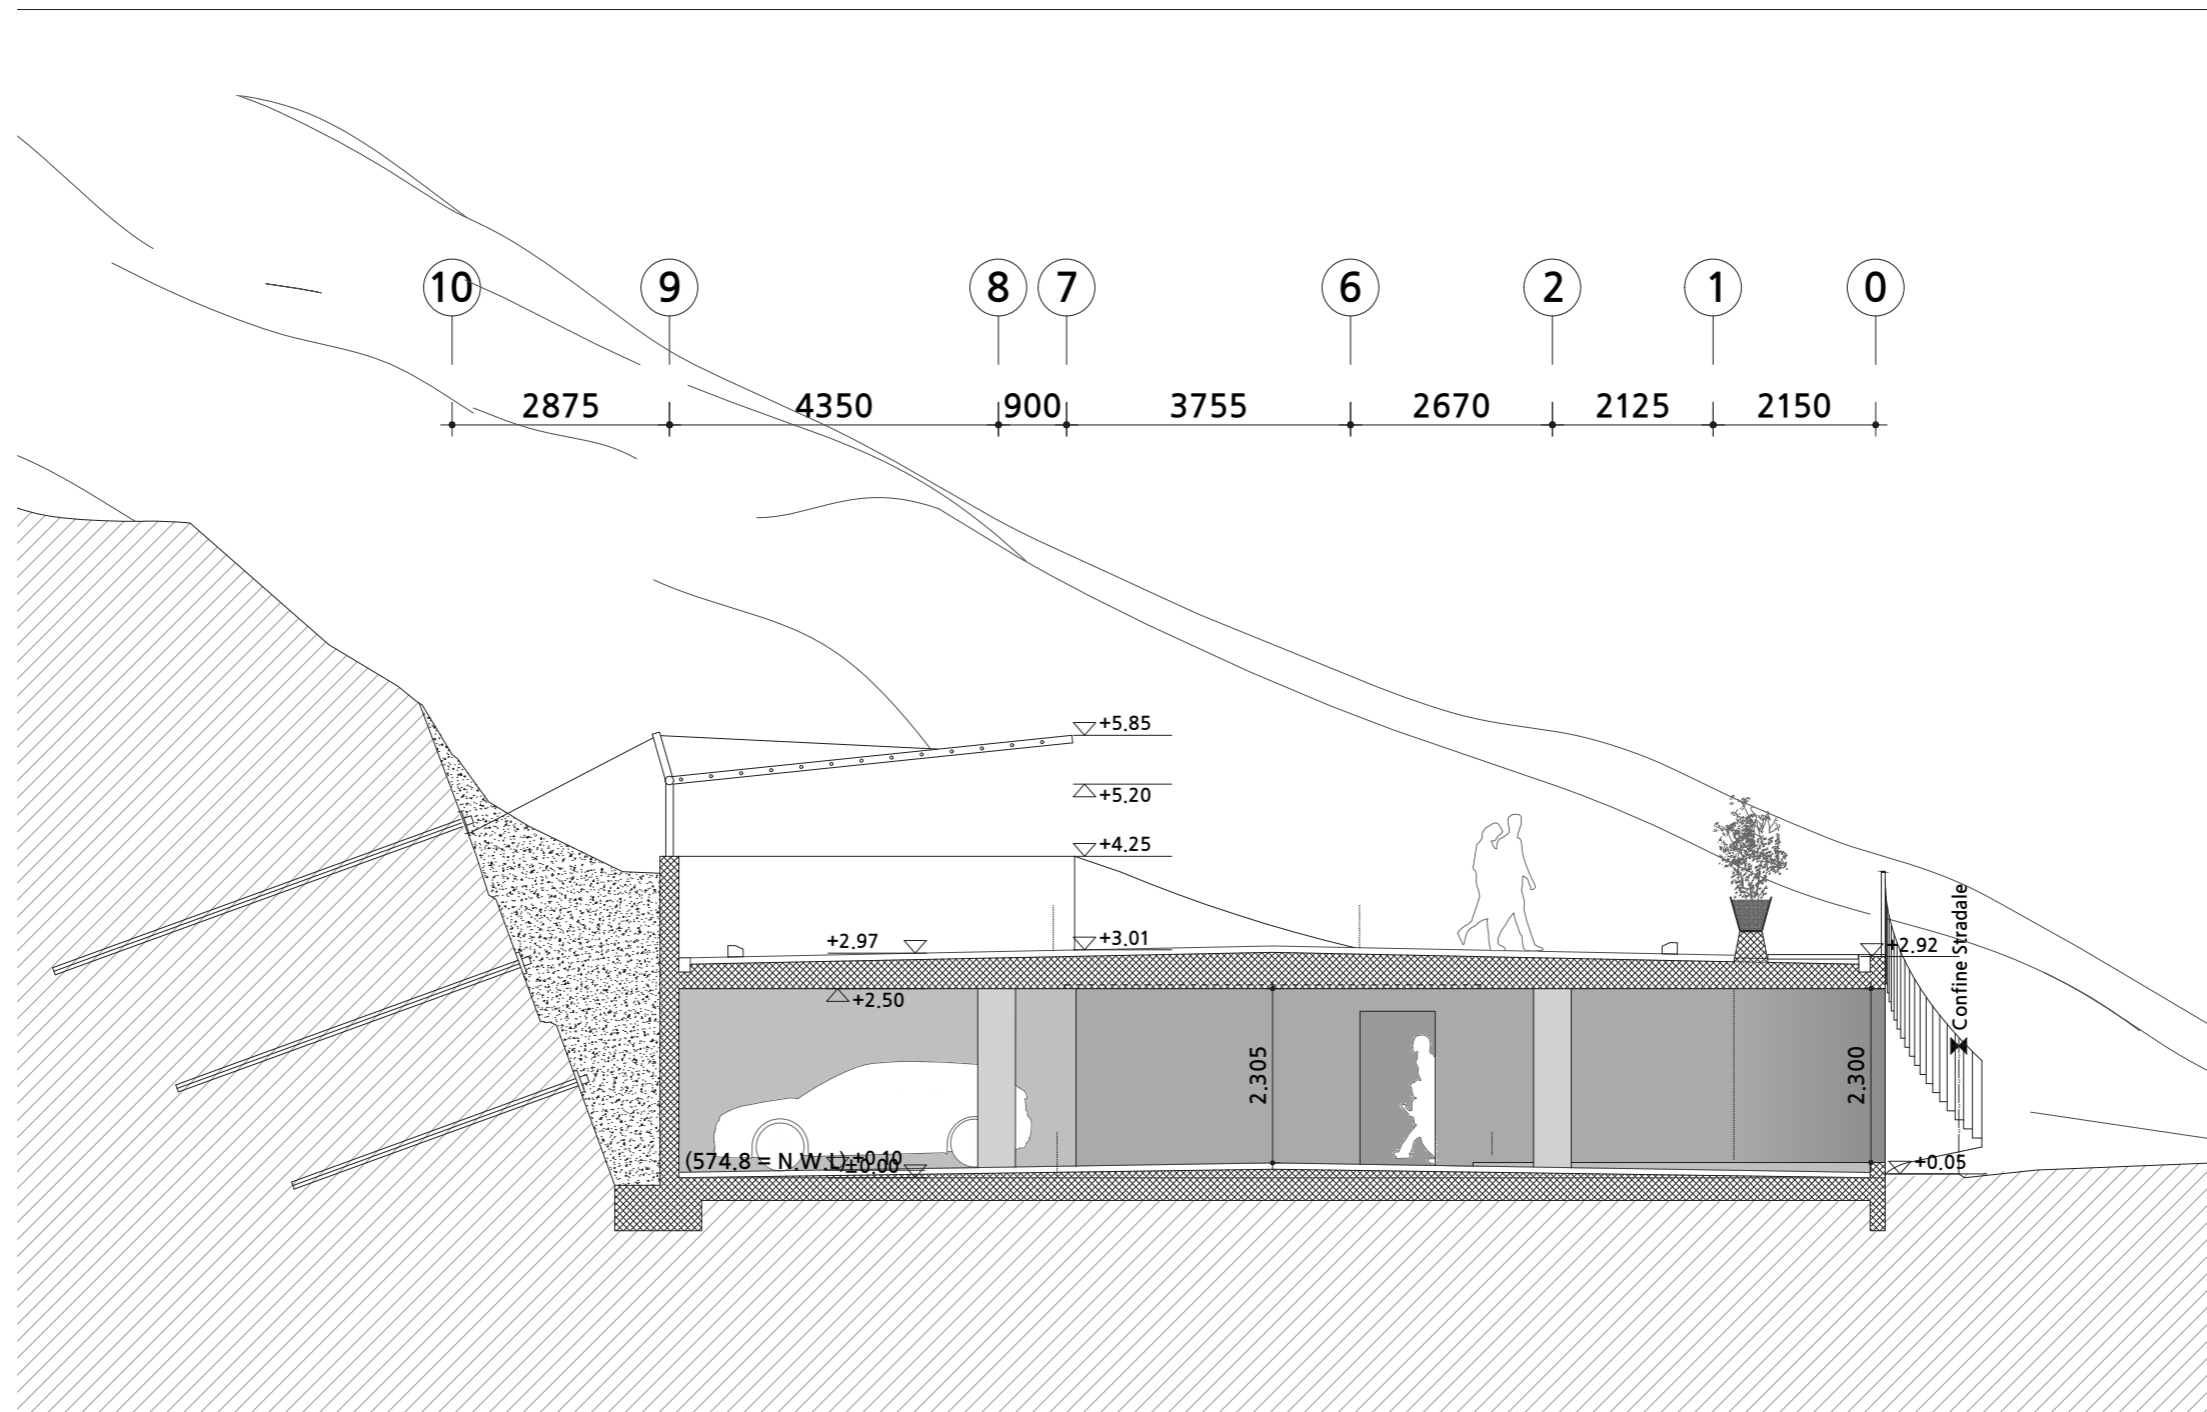 10 9 8 7 6 2 1 0
2875 4350 900 3755 2670 2125 2150
+5.85
+5.20
+4.25
+2.97
+3.01
+2.92
Confine Stradale
+2.50
2.305
2.300
(574.8 = N.W.L) +0.10
±0.00
+0.05